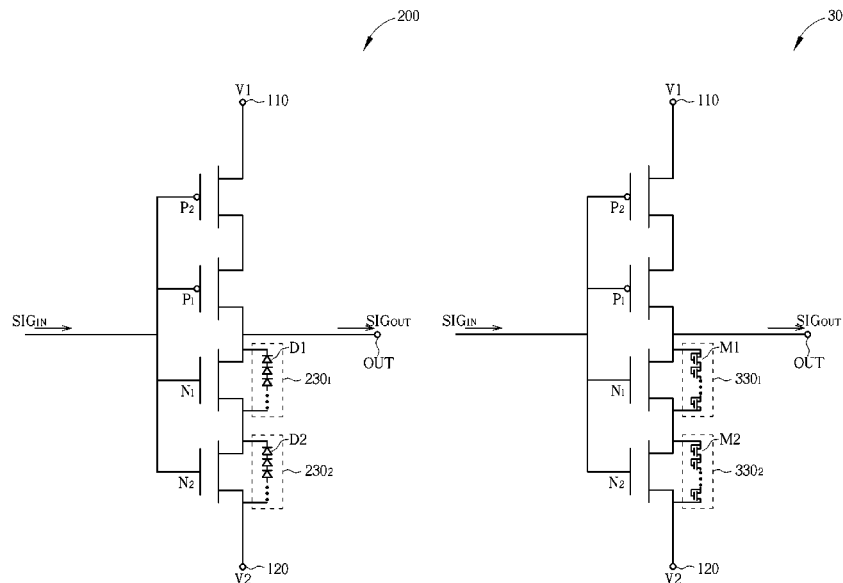 200
V1
110
P2
P1
SIGIN
SIGOUT
OUT
D1
N1
2301
D2
N2
2302
120
V2
30
V1
110
P2
P1
SIGIN
SIGOUT
OUT
M1
N1
3301
M2
N2
3302
120
V2